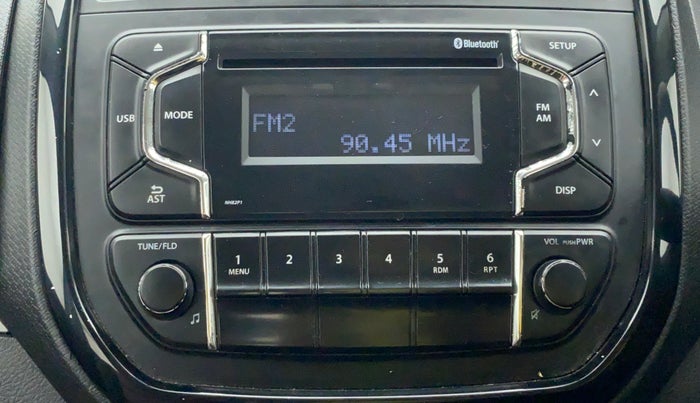 Bluetooth
SETUP
USB
MODE
FM2
90.45 MHz
FM
AM
AST
DISP
NH82P1
TUNE/FLD
1
MENU
2
3
4
5
RDM
6
RPT
VOL PUSH PWR